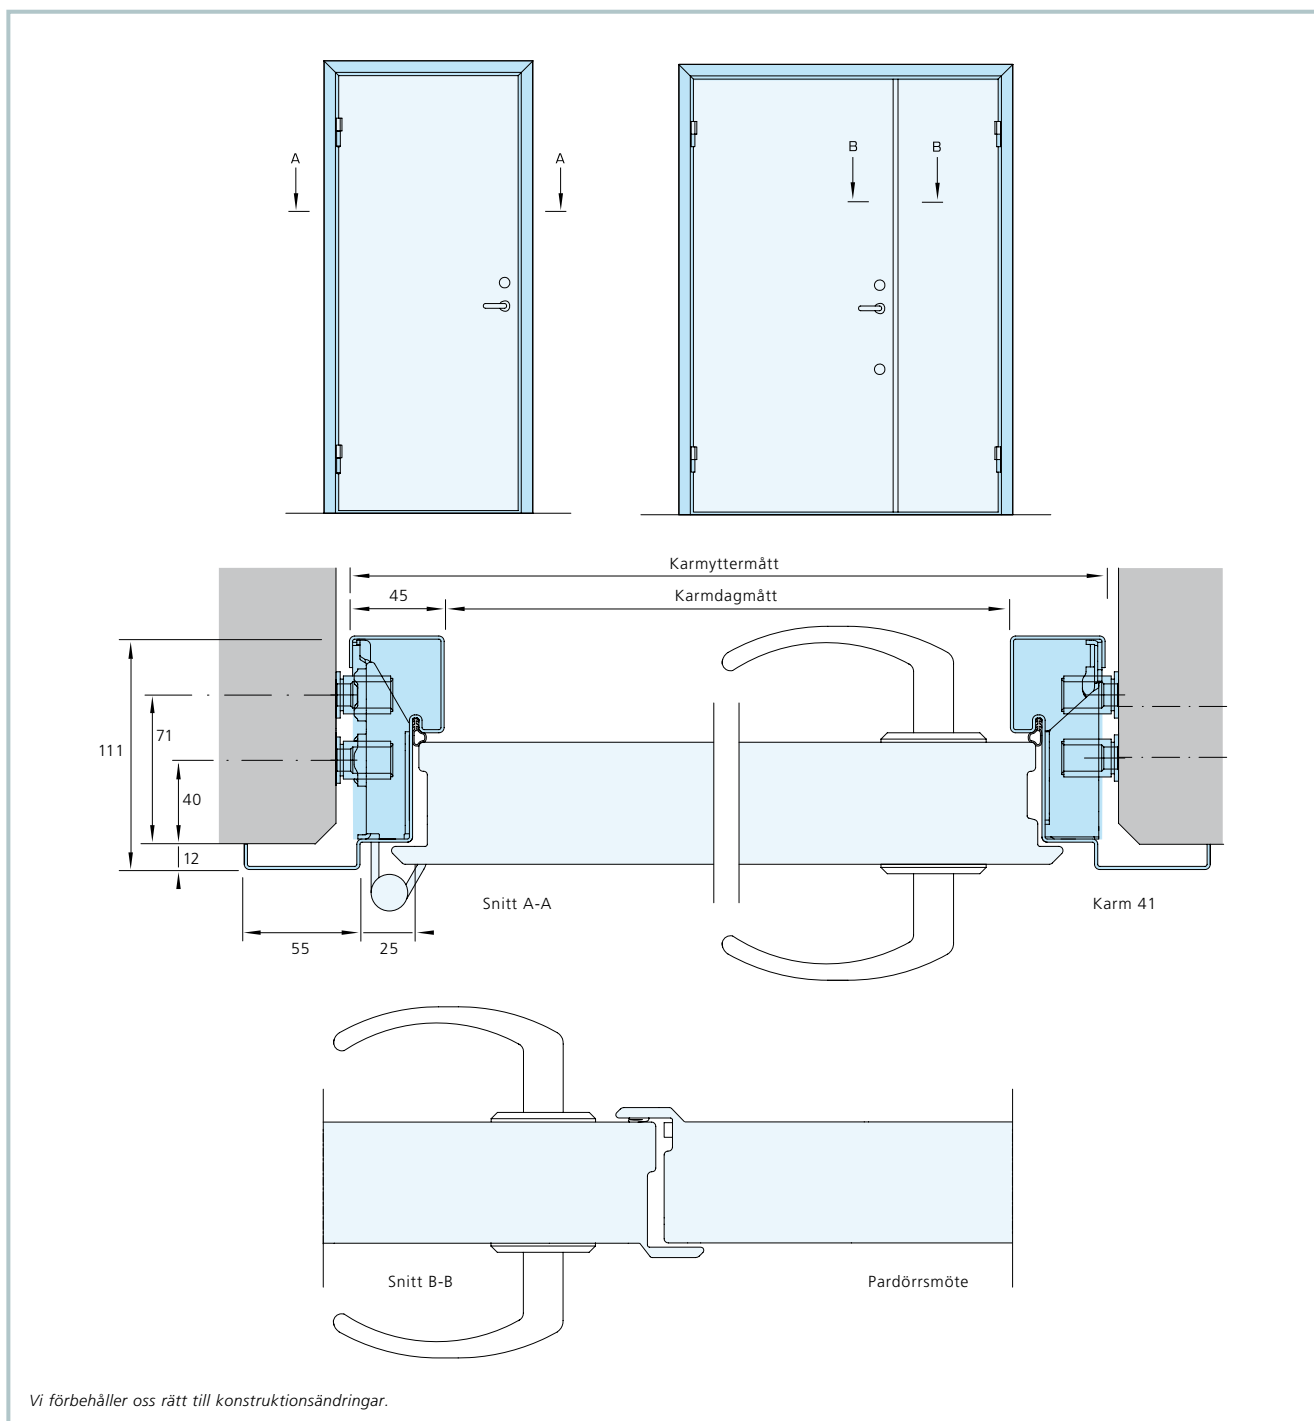 A
A
B
B
Karmyttermått
45
Karmdagmått
111
71
40
12
Snitt A-A
Karm 41
55
25
Snitt B-B
Pardörrsmöte
Vi förbehåller oss rätt till konstruktionsändringar.